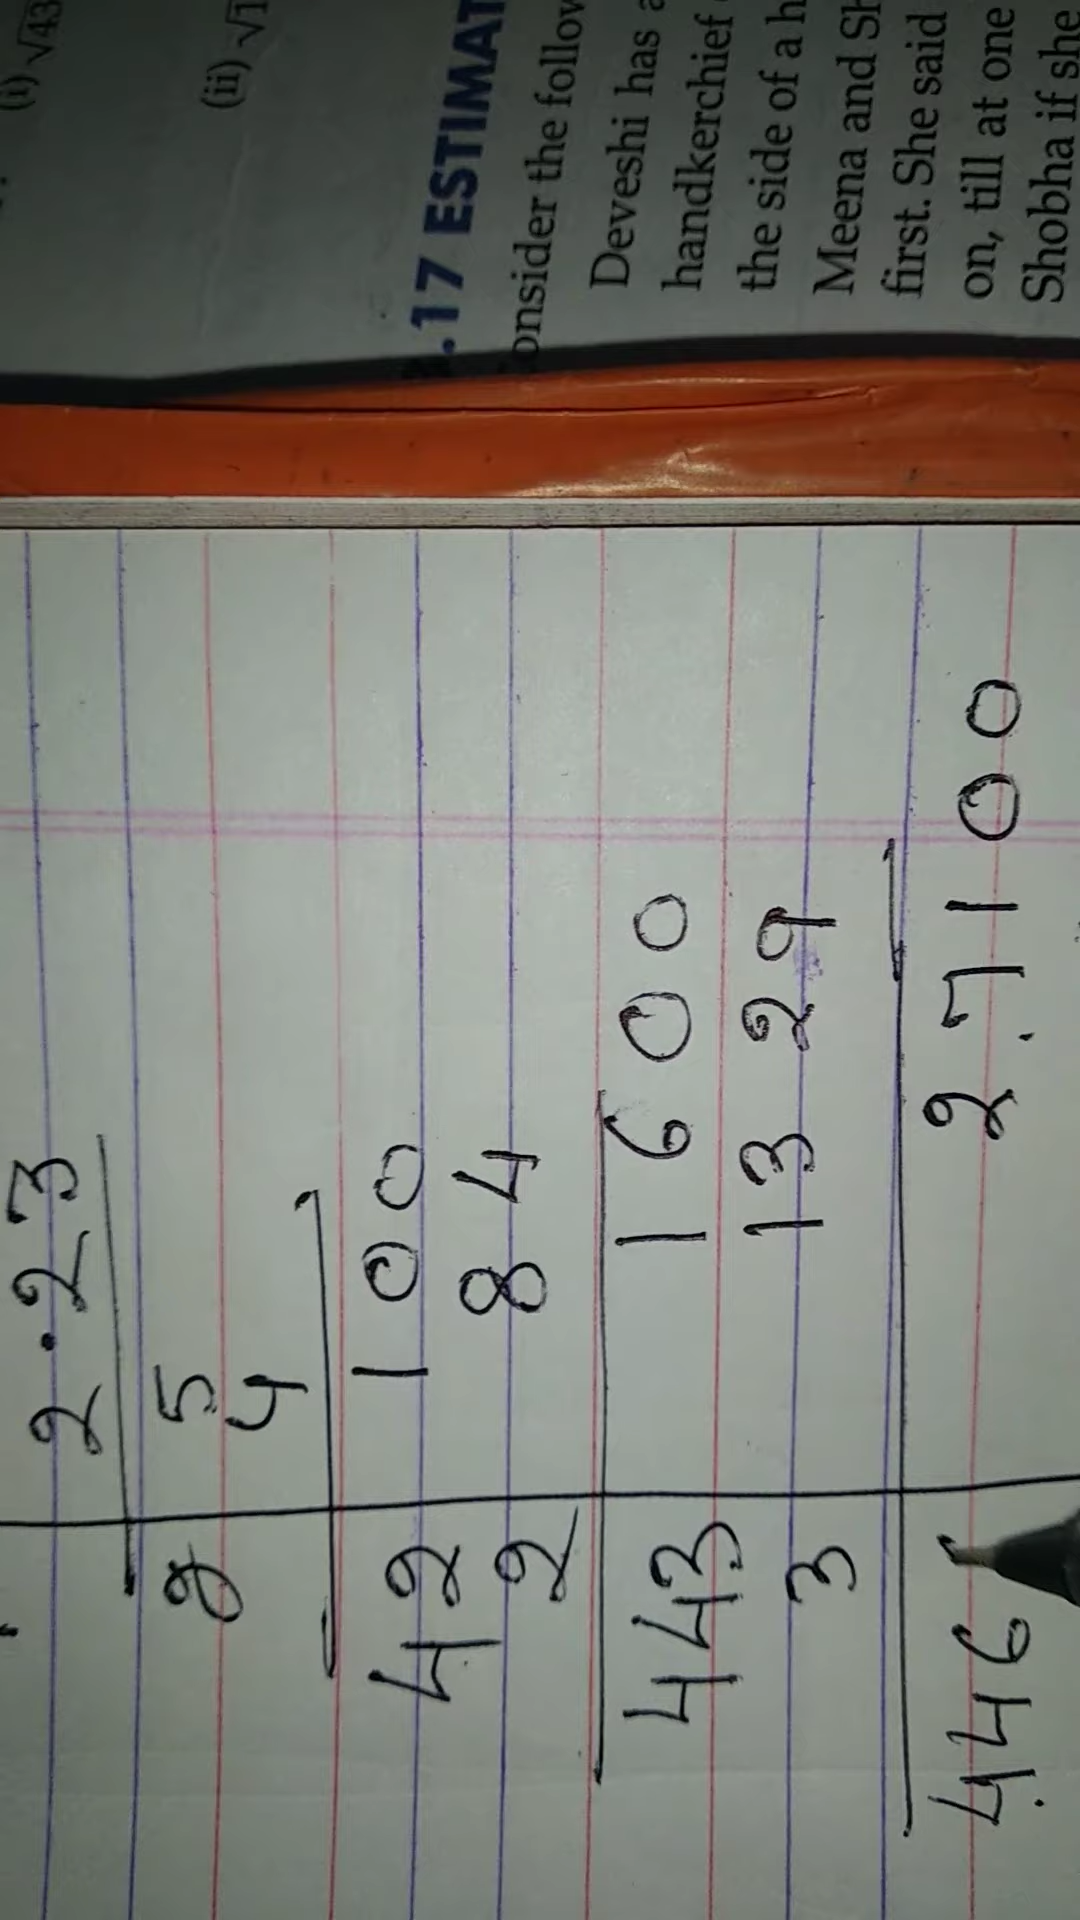 (i) √43
(ii) √1
.17 ESTIMAT
onsider the follow
Deveshi has a
handkerchief
the side of a h
Meena and Sh
first. She said
on, till at one
Shobha if she
2.23
2 5
4
42 100
2 84
443 1600
3 1329
446 27100